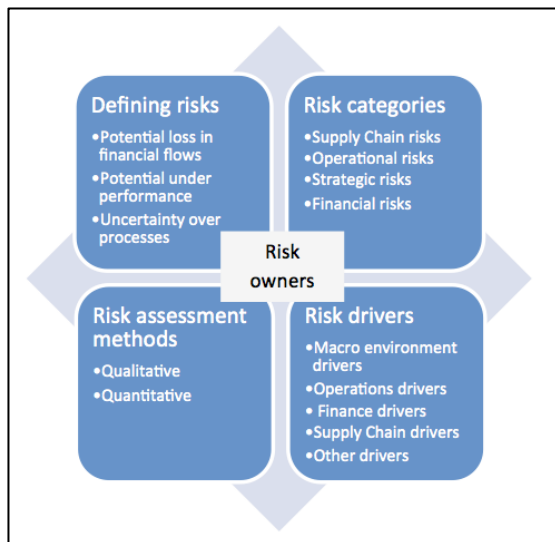 Defining risks
•Potential loss in
financial flows
•Potential under
performance
•Uncertainty over
processes
Risk categories
•Supply Chain risks
•Operational risks
•Strategic risks
•Financial risks
Risk
owners
Risk assessment
methods
•Qualitative
•Quantitative
Risk drivers
•Macro environment
drivers
•Operations drivers
• Finance drivers
•Supply Chain drivers
•Other drivers